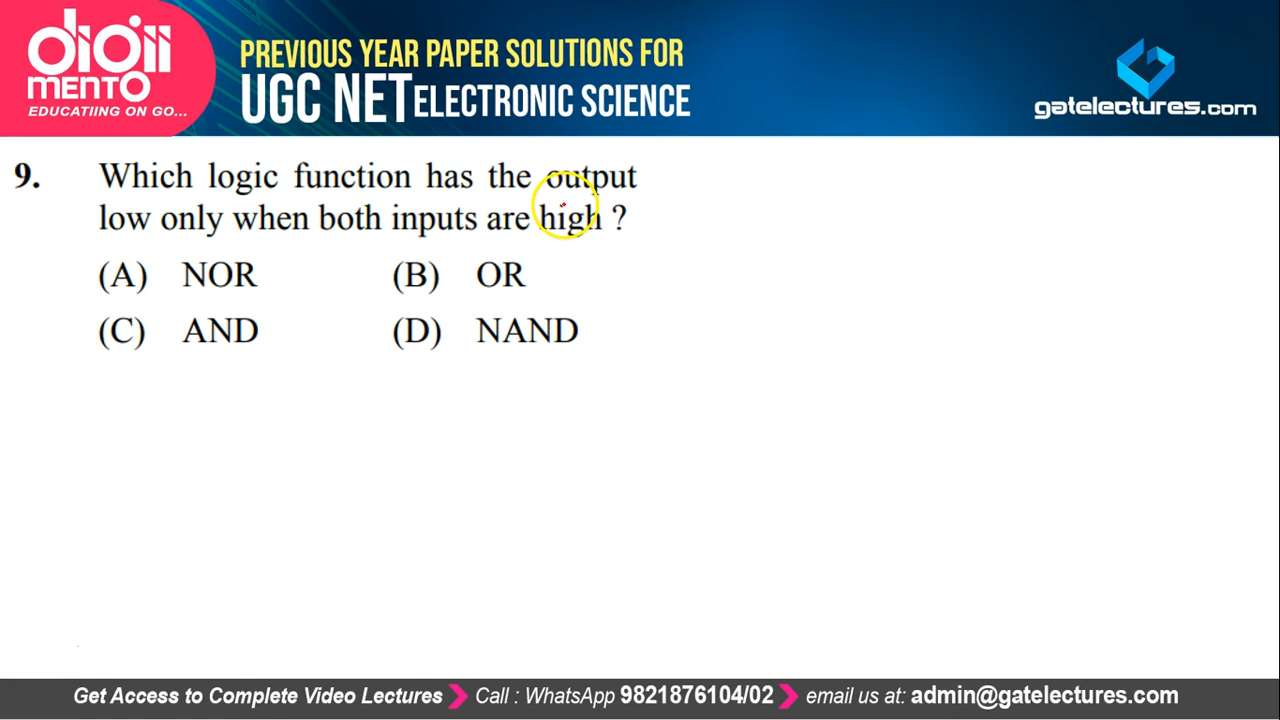 digii
MENTO
EDUCATIING ON GO...
PREVIOUS YEAR PAPER SOLUTIONS FOR
UGC NET ELECTRONIC SCIENCE
gatelectures.com
9. Which logic function has the output
low only when both inputs are high ?
(A) NOR (B) OR
(C) AND (D) NAND
Get Access to Complete Video Lectures Call : WhatsApp 9821876104/02 email us at: admin@gatelectures.com